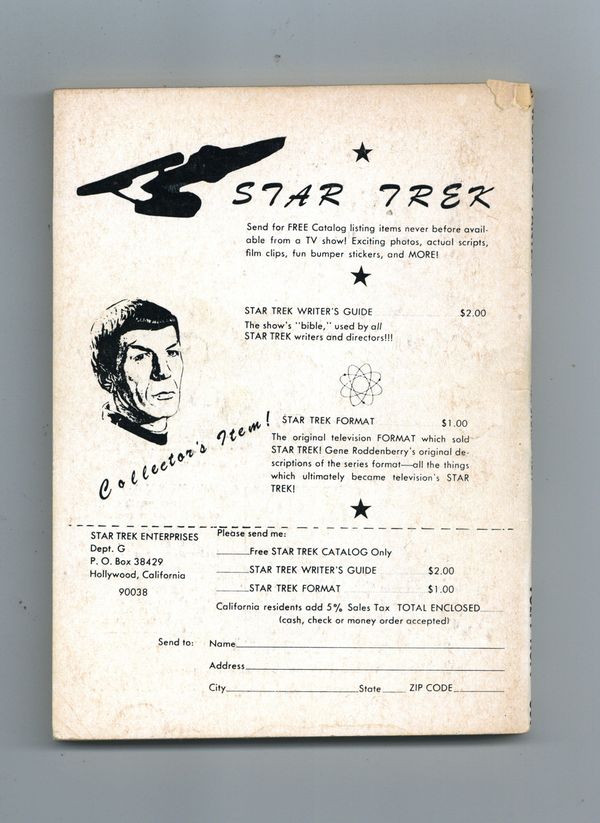 STAR TREK
Send for FREE Catalog listing items never before avail-
able from a TV show! Exciting photos, actual scripts,
film clips, fun bumper stickers, and MORE!
STAR TREK WRITER'S GUIDE $2.00
The show's "bible," used by all
STAR TREK writers and directors!!!
Collector's Item!
STAR TREK FORMAT $1.00
The original television FORMAT which sold
STAR TREK! Gene Roddenberry's original de-
scriptions of the series format—all the things
which ultimately became television's STAR
TREK!
STAR TREK ENTERPRISES
Dept. G
P. O. Box 38429
Hollywood, California
90038
Please send me:
Free STAR TREK CATALOG Only
STAR TREK WRITER'S GUIDE $2.00
STAR TREK FORMAT $1.00
California residents add 5% Sales Tax TOTAL ENCLOSED
(cash, check or money order accepted)
Send to: Name
Address
City State ZIP CODE